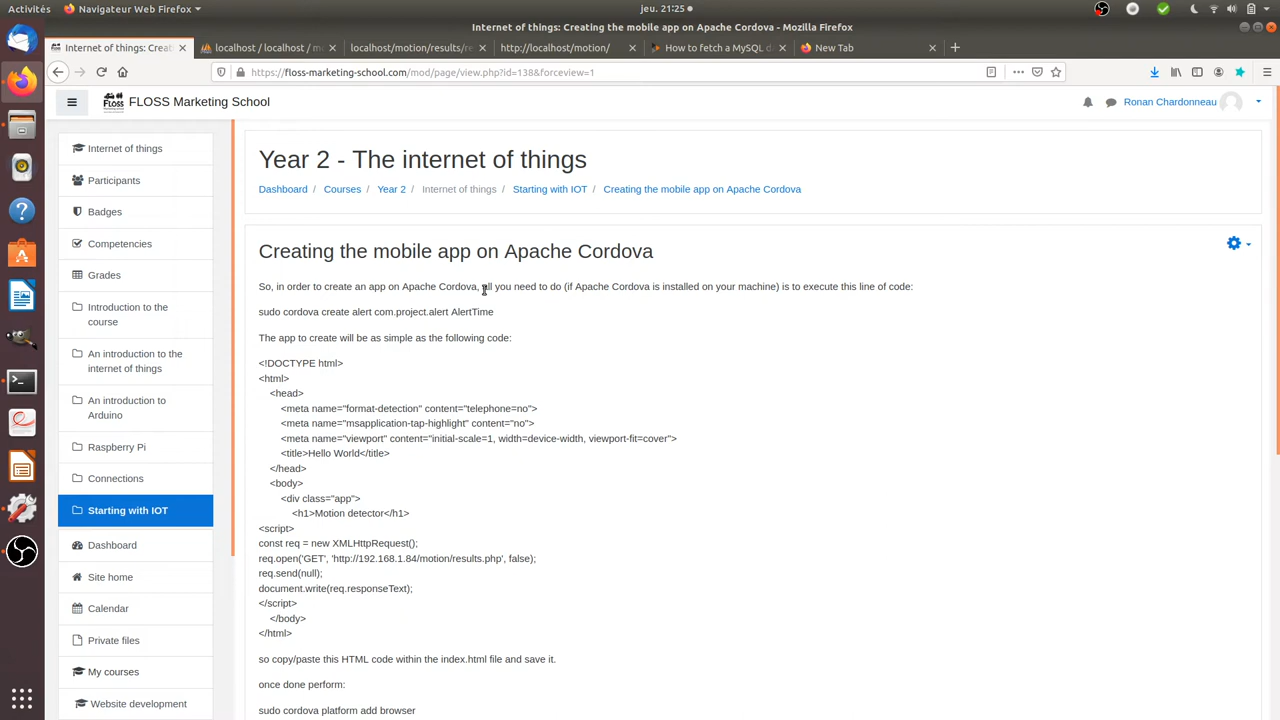 Activités
Navigateur Web Firefox
jeu. 21:25
Internet of things: Creating the mobile app on Apache Cordova - Mozilla Firefox
Internet of things: Creat
localhost / localhost / m
localhost/motion/results/re
http://localhost/motion/
How to fetch a MySQL d
New Tab
https://floss-marketing-school.com/mod/page/view.php?id=138&forceview=1
Floss
FLOSS Marketing School
Ronan Chardonneau
Internet of things
Participants
Badges
Competencies
Grades
Introduction to the
course
An introduction to the
internet of things
An introduction to
Arduino
Raspberry Pi
Connections
Starting with IOT
Dashboard
Site home
Calendar
Private files
My courses
Website development
Year 2 - The internet of things
Dashboard / Courses / Year 2 / Internet of things / Starting with IOT / Creating the mobile app on Apache Cordova
Creating the mobile app on Apache Cordova
So, in order to create an app on Apache Cordova, all you need to do (if Apache Cordova is installed on your machine) is to execute this line of code:
sudo cordova create alert com.project.alert AlertTime
The app to create will be as simple as the following code:
<!DOCTYPE html>
<html>
<head>
<meta name="format-detection" content="telephone=no">
<meta name="msapplication-tap-highlight" content="no">
<meta name="viewport" content="initial-scale=1, width=device-width, viewport-fit=cover">
<title>Hello World</title>
</head>
<body>
<div class="app">
<h1>Motion detector</h1>
<script>
const req = new XMLHttpRequest();
req.open('GET', 'http://192.168.1.84/motion/results.php', false);
req.send(null);
document.write(req.responseText);
</script>
</body>
</html>
so copy/paste this HTML code within the index.html file and save it.
once done perform:
sudo cordova platform add browser